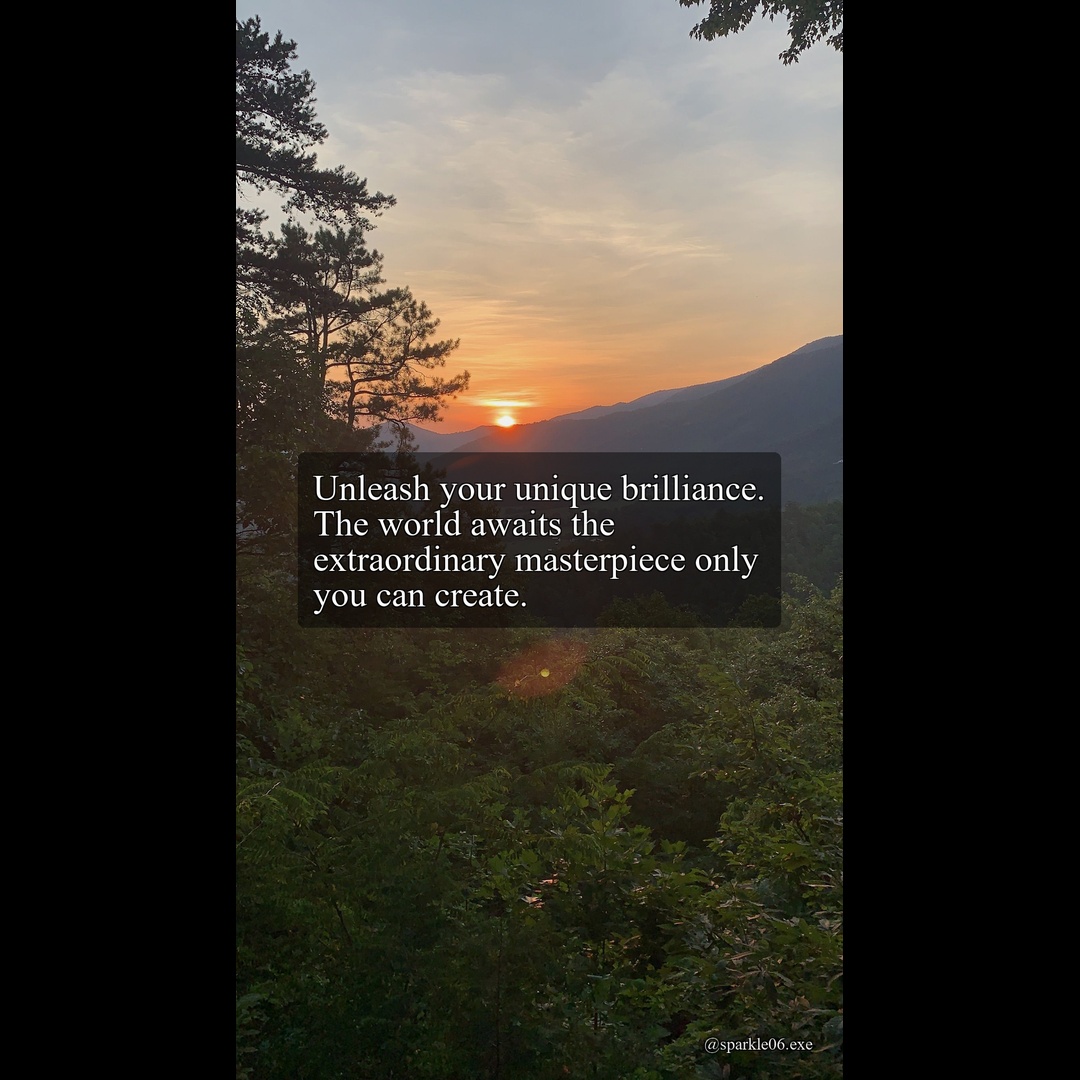 Unleash your unique brilliance.
The world awaits the
extraordinary masterpiece only
you can create.
@sparkle06.exe